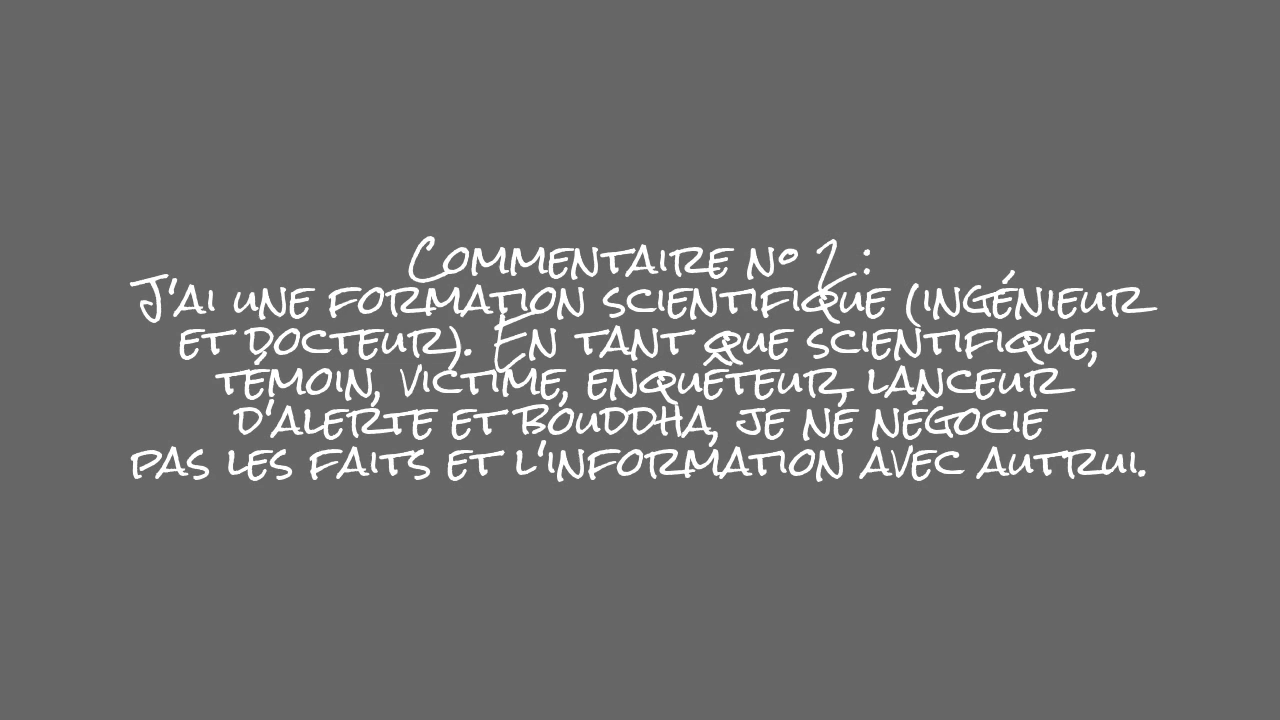 Commentaire n° 2 :
J'ai une formation scientifique (ingénieur
et docteur). En tant que scientifique,
témoin, victime, enquêteur, lanceur
d'alerte et bouddha, je ne négocie
pas les faits et l'information avec autrui.